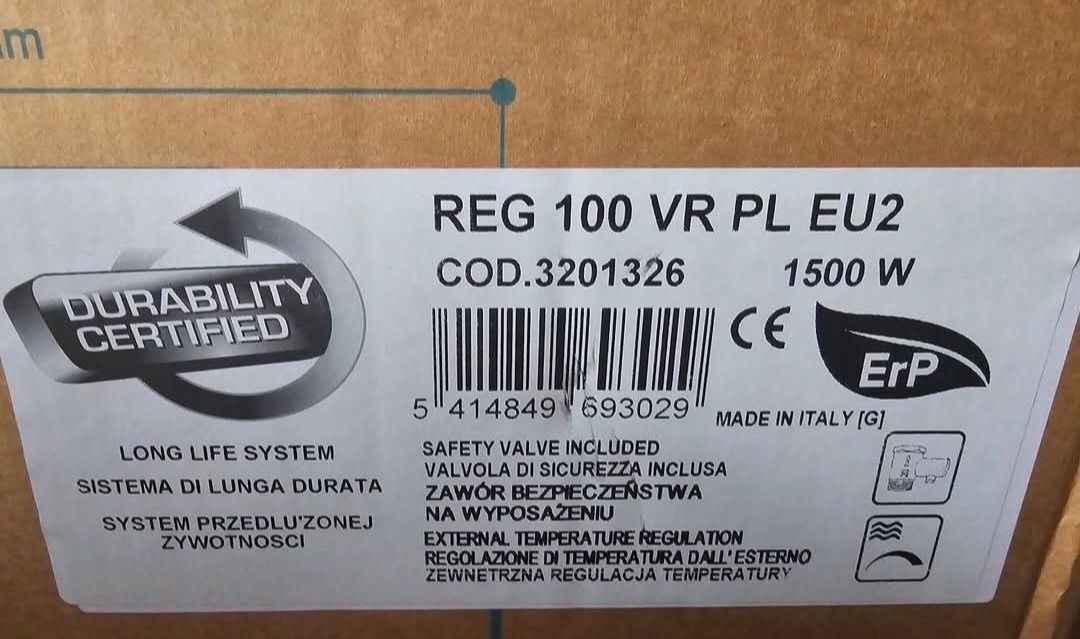 m
DURABILITY
CERTIFIED
LONG LIFE SYSTEM
SISTEMA DI LUNGA DURATA
SYSTEM PRZEDLU'ZONEJ
ZYWOTNOSCI
REG 100 VR PL EU2
COD.3201326 1500 W
CE
ErP
5 414849 693029
MADE IN ITALY [G]
SAFETY VALVE INCLUDED
VALVOLA DI SICUREZZA INCLUSA
ZAWÓR BEZPIECZEŃSTWA
NA WYPOSAŻENIU
EXTERNAL TEMPERATURE REGULATION
REGOLAZIONE DI TEMPERATURA DALL'ESTERNO
ZEWNETRZNA REGULACJA TEMPERATURY